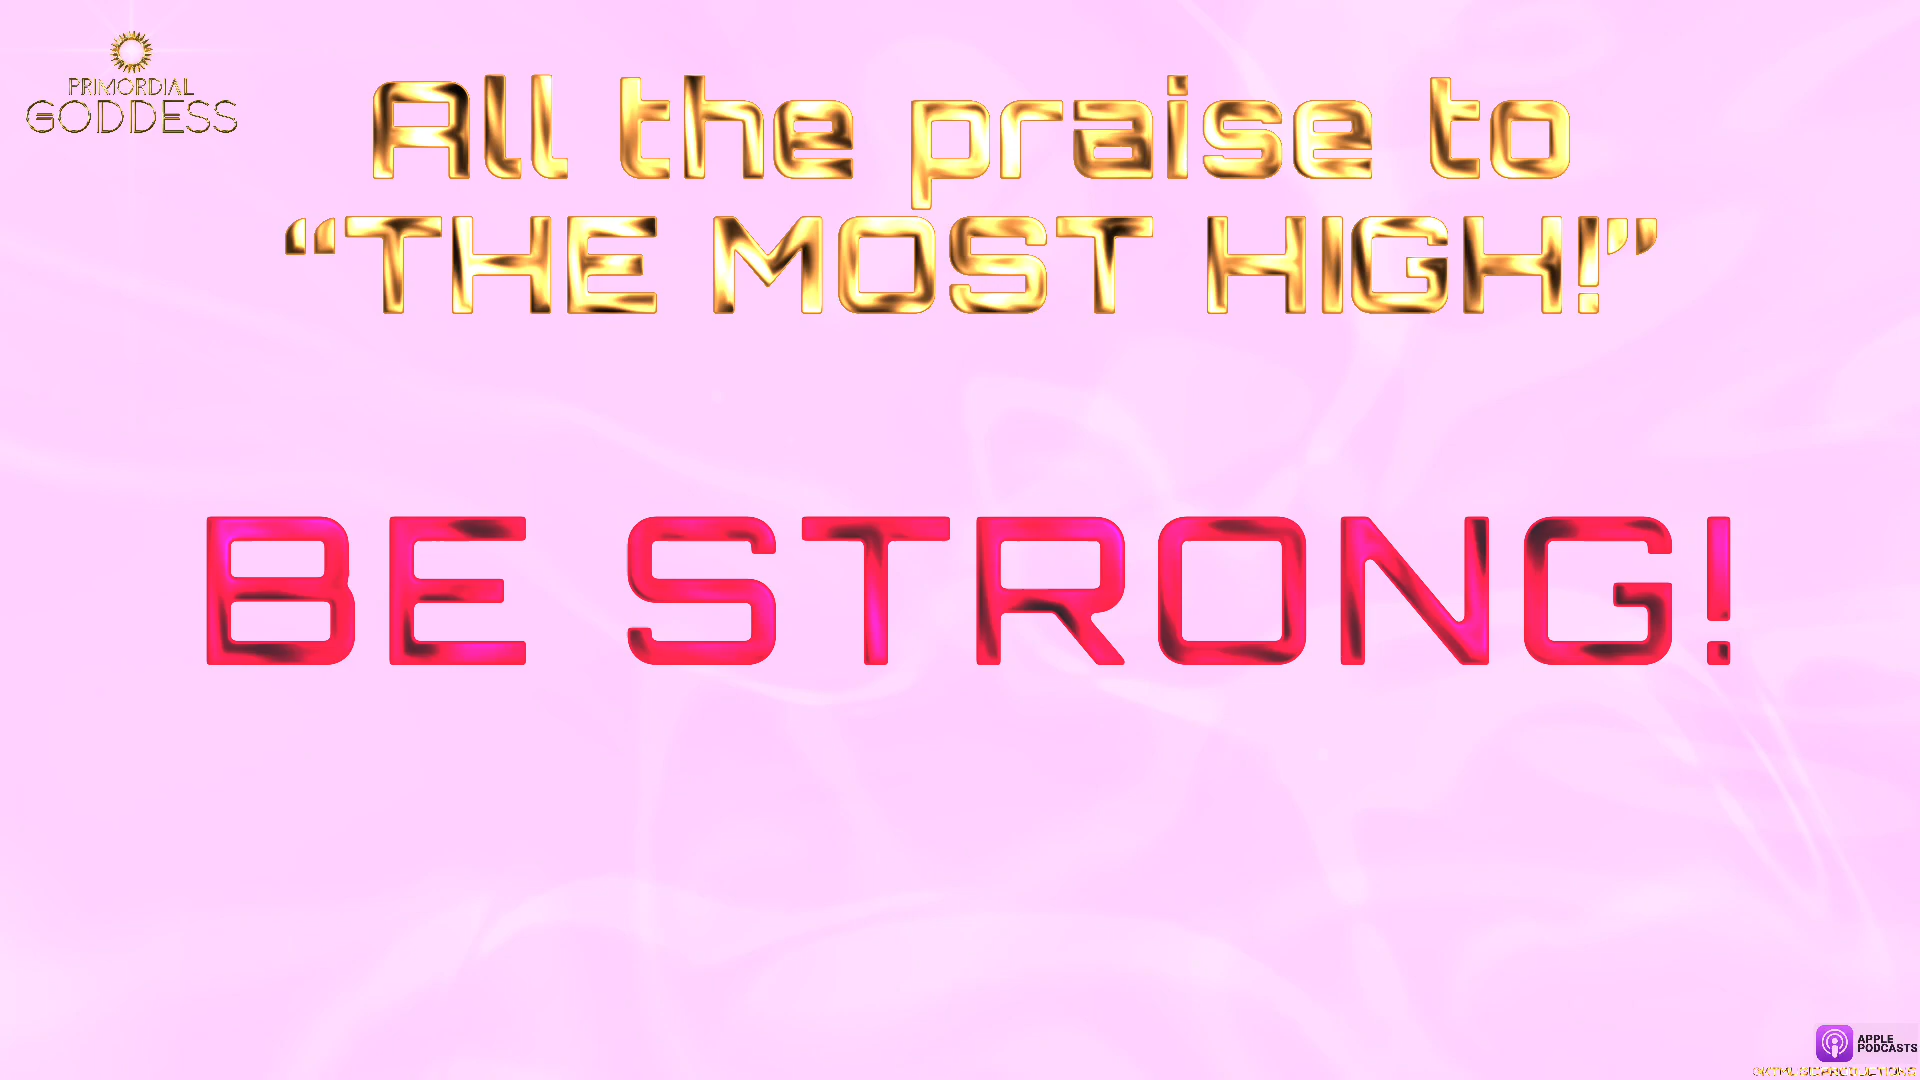 PRIMORDIAL
GODDESS
All the praise to
“THE MOST HIGH!”
BE STRONG!
APPLE
PODCASTS